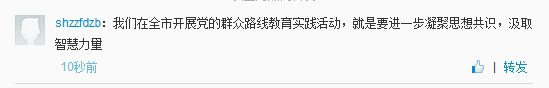 shzzfdzb：我们在全市开展党的群众路线教育实践活动，就是要进一步凝聚思想共识，汲取
智慧力量
10秒前 | 转发